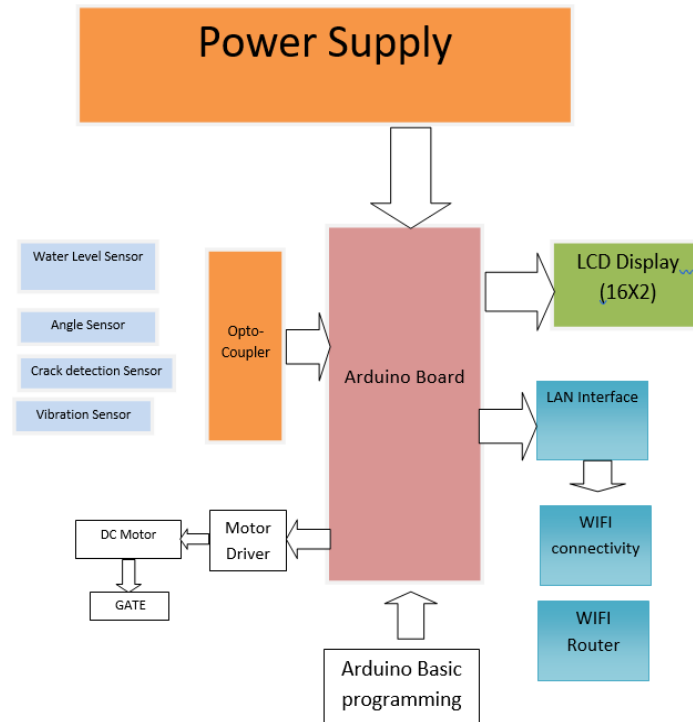 Power Supply
Water Level Sensor
Angle Sensor
Crack detection Sensor
Vibration Sensor
Opto-
Coupler
Arduino Board
LCD Display
(16X2)
LAN Interface
WIFI
connectivity
WIFI
Router
Motor
Driver
DC Motor
GATE
Arduino Basic
programming